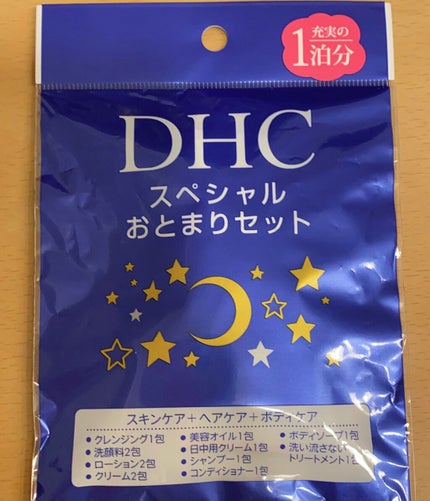 充実の
1泊分
DHC
スペシャル
おとまりセット
スキンケア+ヘアケア+ボディケア
●クレンジング1包
●洗顔料2包
●ローション2包
●クリーム2包
●美容オイル1包
●日中用クリーム1包
●シャンプー1包
●コンディショナー1包
●ボディソープ1包
●洗い流さない
トリートメント1包